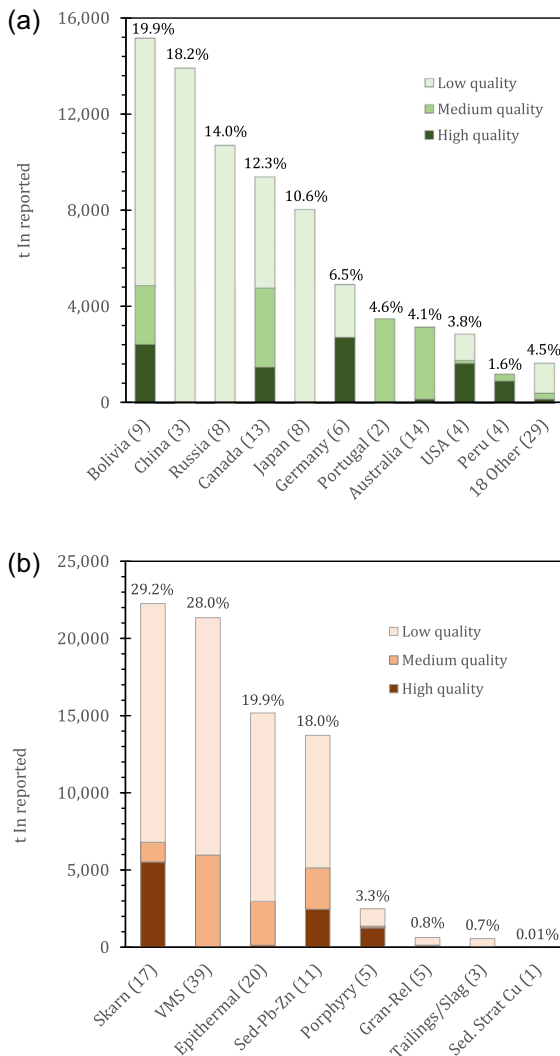 (a)
16,000
12,000
8,000
4,000
0
t In reported
19.9%
18.2%
14.0%
12.3%
10.6%
6.5%
4.6%
4.1%
3.8%
1.6%
4.5%
Low quality
Medium quality
High quality
Bolivia (9)
China (3)
Russia (8)
Canada (13)
Japan (8)
Germany (6)
Portugal (2)
Australia (14)
USA (4)
Peru (4)
18 Other (29)
(b)
25,000
20,000
15,000
10,000
5,000
0
t In reported
29.2%
28.0%
19.9%
18.0%
3.3%
0.8%
0.7%
0.01%
Low quality
Medium quality
High quality
Skarn (17)
VMS (39)
Epithermal (20)
Sed-Pb-Zn (11)
Porphyry (5)
Gran-Rel (5)
Tailings/Slag (3)
Sed. Strat Cu (1)